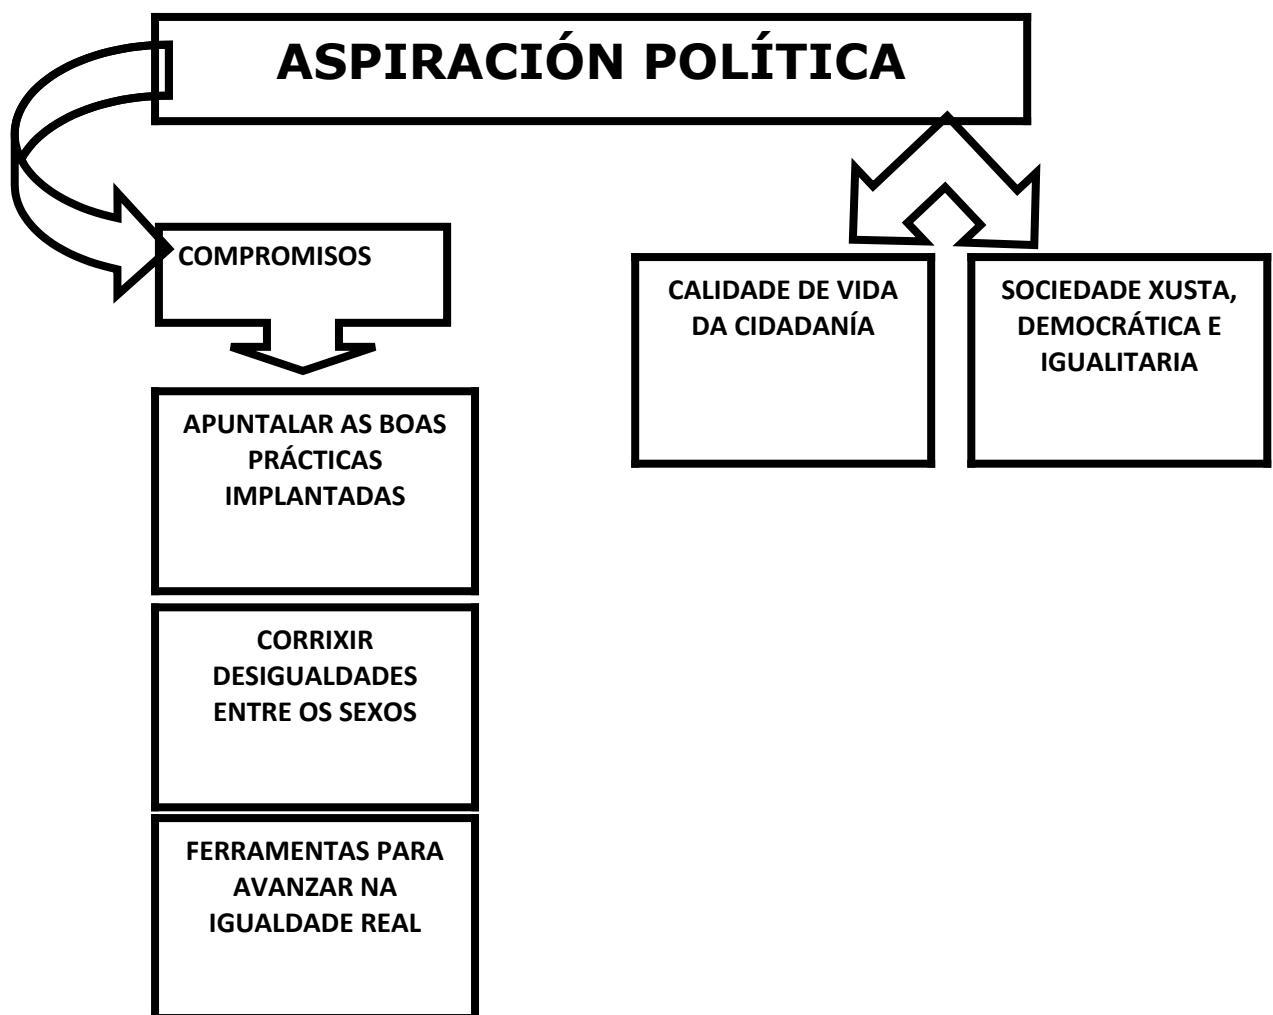 ASPIRACIÓN POLÍTICA
COMPROMISOS
CALIDADE DE VIDA
DA CIDADANÍA
SOCIEDADE XUSTA,
DEMOCRÁTICA E
IGUALITARIA
APUNTALAR AS BOAS
PRÁCTICAS
IMPLANTADAS
CORRIXIR
DESIGUALDADES
ENTRE OS SEXOS
FERRAMENTAS PARA
AVANZAR NA
IGUALDADE REAL